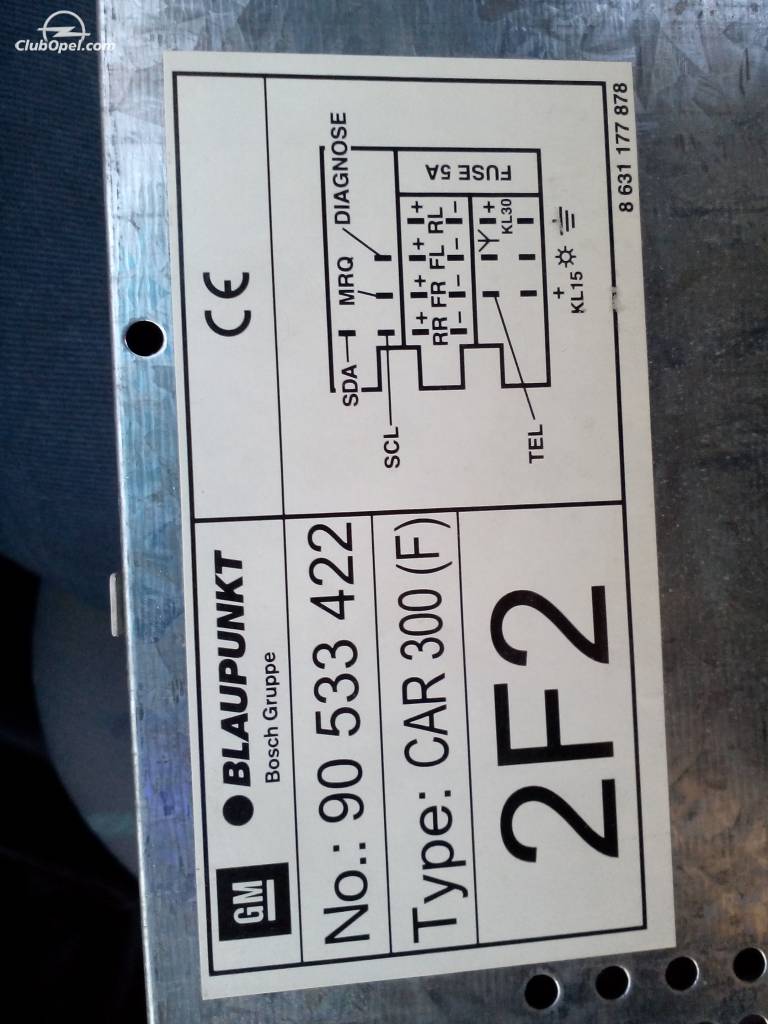 ClubOpel.com
GM
BLAUPUNKT
Bosch Gruppe
CE
No.: 90 533 422
Type: CAR 300 (F)
2F2
SDA
MRQ
DIAGNOSE
SCL
+ + + +
RR FR FL RL
- - - -
FUSE 5A
TEL
+
KL30
+
KL15
8 631 177 878